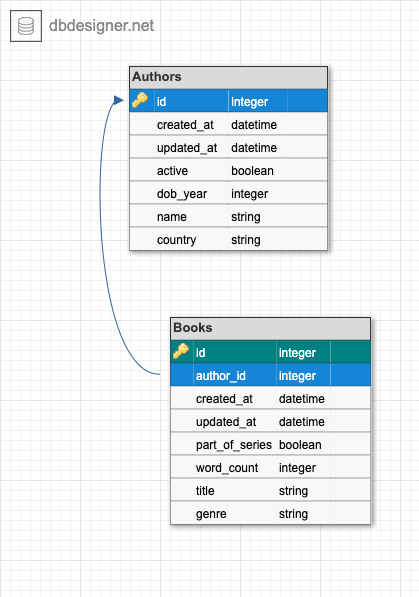 dbdesigner.net
Authors
id integer
created_at datetime
updated_at datetime
active boolean
dob_year integer
name string
country string
Books
id integer
author_id integer
created_at datetime
updated_at datetime
part_of_series boolean
word_count integer
title string
genre string